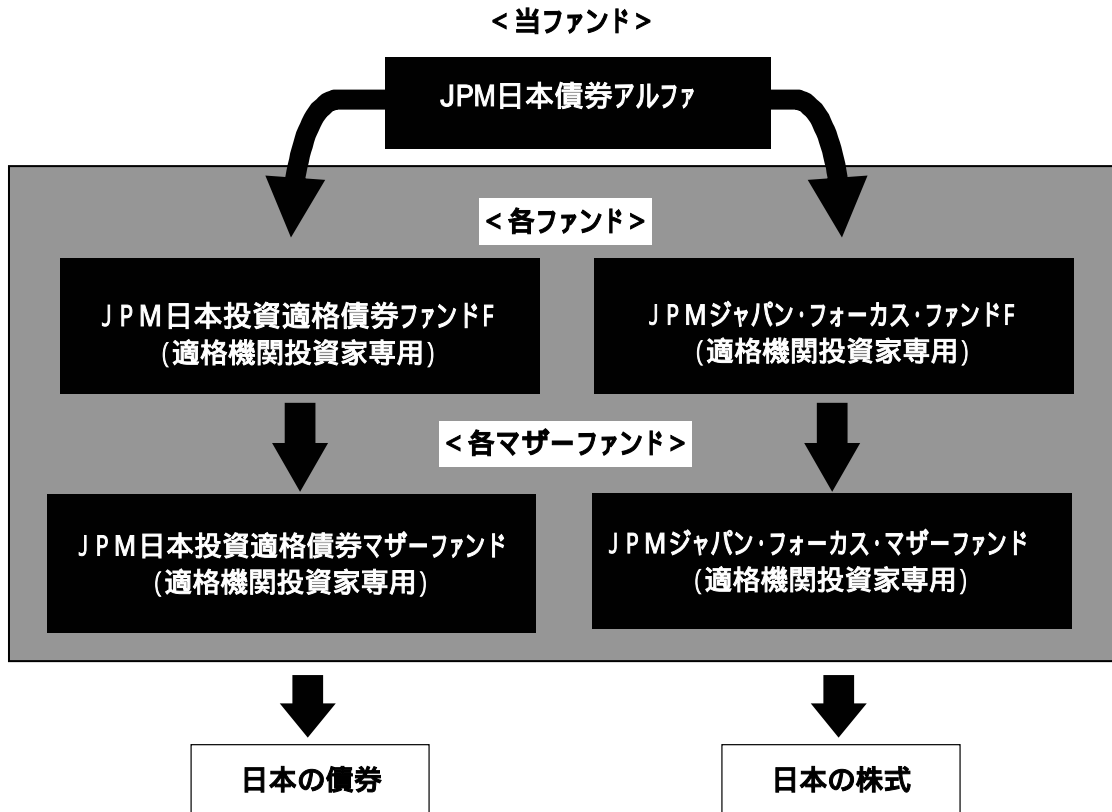 <当ファンド>
JPM日本債券アルファ
<各ファンド>
JPM日本投資適格債券ファンドF
(適格機関投資家専用)
JPMジャパン・フォーカス・ファンドF
(適格機関投資家専用)
<各マザーファンド>
JPM日本投資適格債券マザーファンド
(適格機関投資家専用)
JPMジャパン・フォーカス・マザーファンド
(適格機関投資家専用)
日本の債券
日本の株式